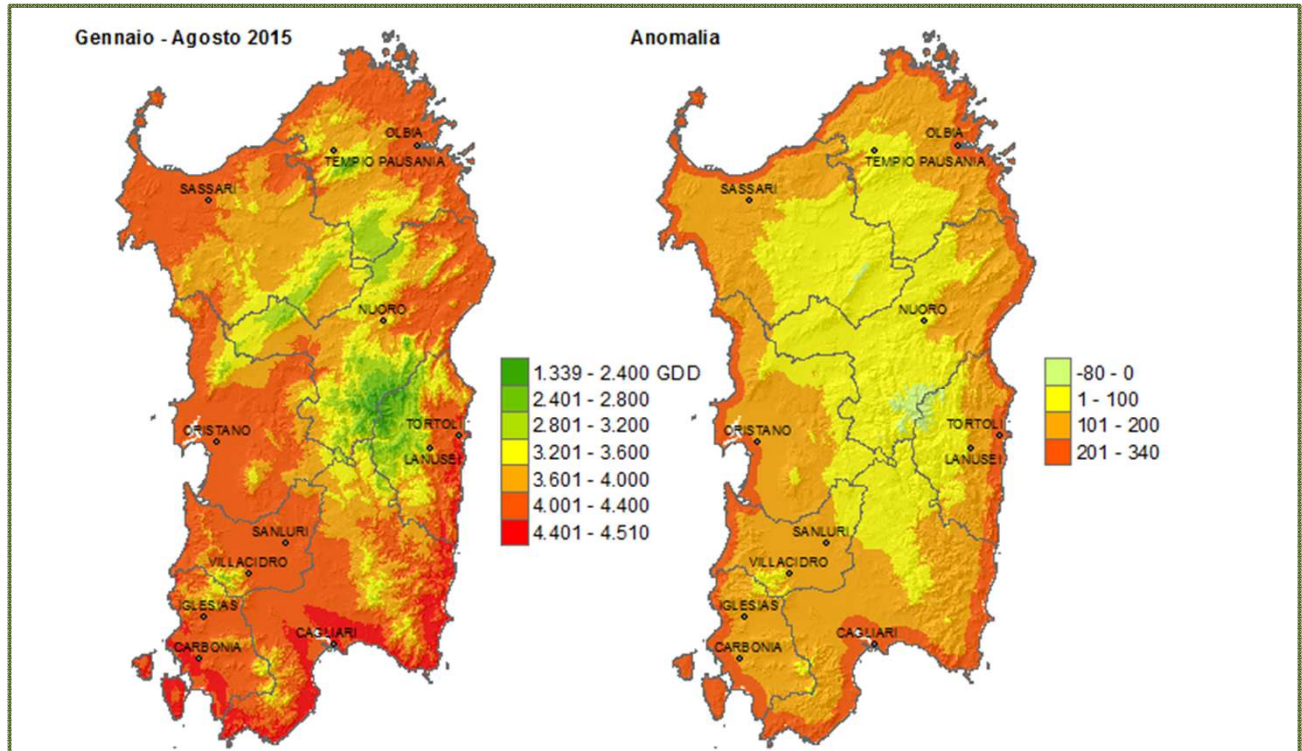 Gennaio - Agosto 2015
OLBIA
TEMPIO PAUSANIA
SASSARI
NUORO
ORISTANO
TORTOLI
LANUSEI
SANLURI
VILLACIDRO
IGLESIAS
CAGLIARI
CARBONIA
1.339 - 2.400 GDD
2.401 - 2.800
2.801 - 3.200
3.201 - 3.600
3.601 - 4.000
4.001 - 4.400
4.401 - 4.510
Anomalia
OLBIA
TEMPIO PAUSANIA
SASSARI
NUORO
ORISTANO
TORTOLI
LANUSEI
SANLURI
VILLACIDRO
IGLESIAS
CAGLIARI
CARBONIA
-80 - 0
1 - 100
101 - 200
201 - 340